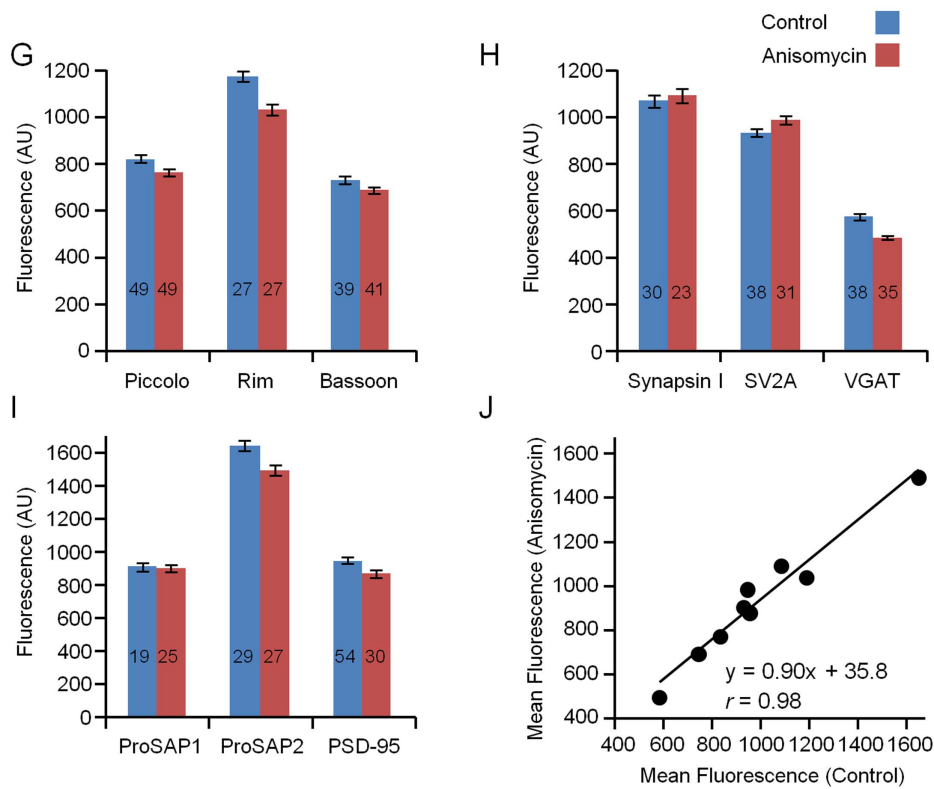 G
1200
1000
800
600
400
200
0
Fluorescence (AU)
49 49 27 27 39 41
Piccolo Rim Bassoon
H
Control
Anisomycin
1200
1000
800
600
400
200
0
Fluorescence (AU)
30 23 38 31 38 35
Synapsin I SV2A VGAT
I
1600
1400
1200
1000
800
600
400
200
0
Fluorescence (AU)
19 25 29 27 54 30
ProSAP1 ProSAP2 PSD-95
J
1600
1400
1200
1000
800
600
400
Mean Fluorescence (Anisomycin)
y = 0.90x + 35.8
r = 0.98
400 600 800 1000 1200 1400 1600
Mean Fluorescence (Control)